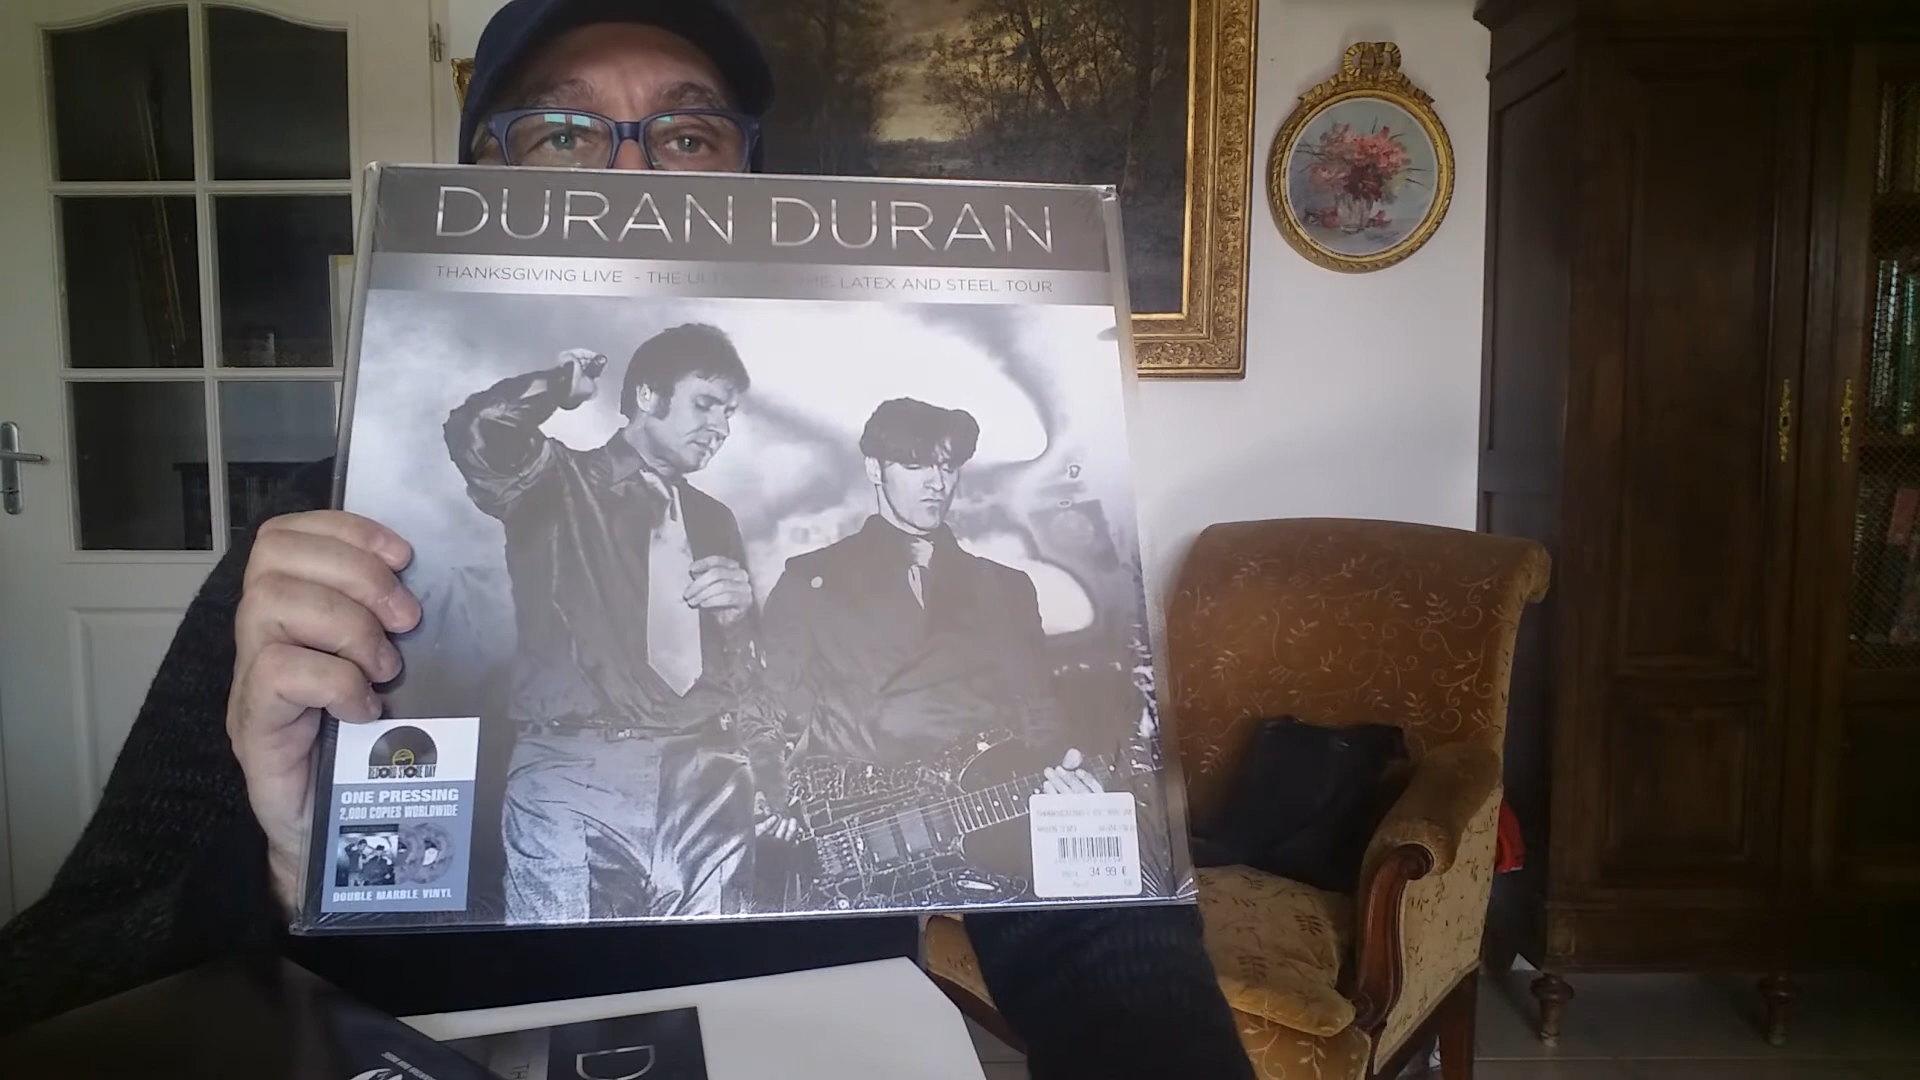 DURAN DURAN
THANKSGIVING LIVE - THE LATEX AND STEEL TOUR
RECORD STORE DAY
ONE PRESSING
2,000 COPIES WORLDWIDE
DOUBLE MARBLE VINYL
34 99 €
D
TH